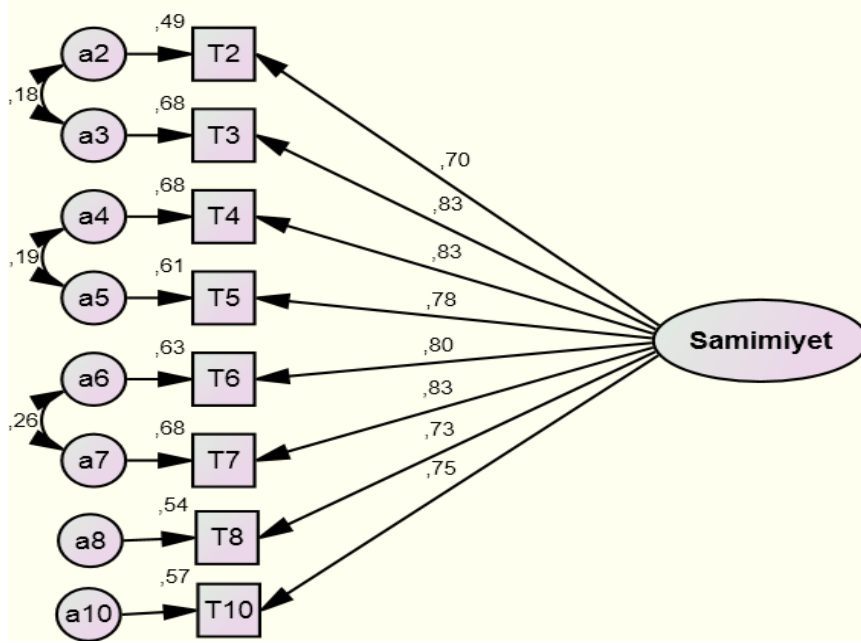 ,49
a2
T2
,18
,68
a3
T3
,70
,83
,68
a4
T4
,83
,19
,61
a5
T5
,78
Samimiyet
,63
a6
T6
,80
,26
,68
a7
T7
,83
,73
,54
a8
T8
,75
,57
a10
T10